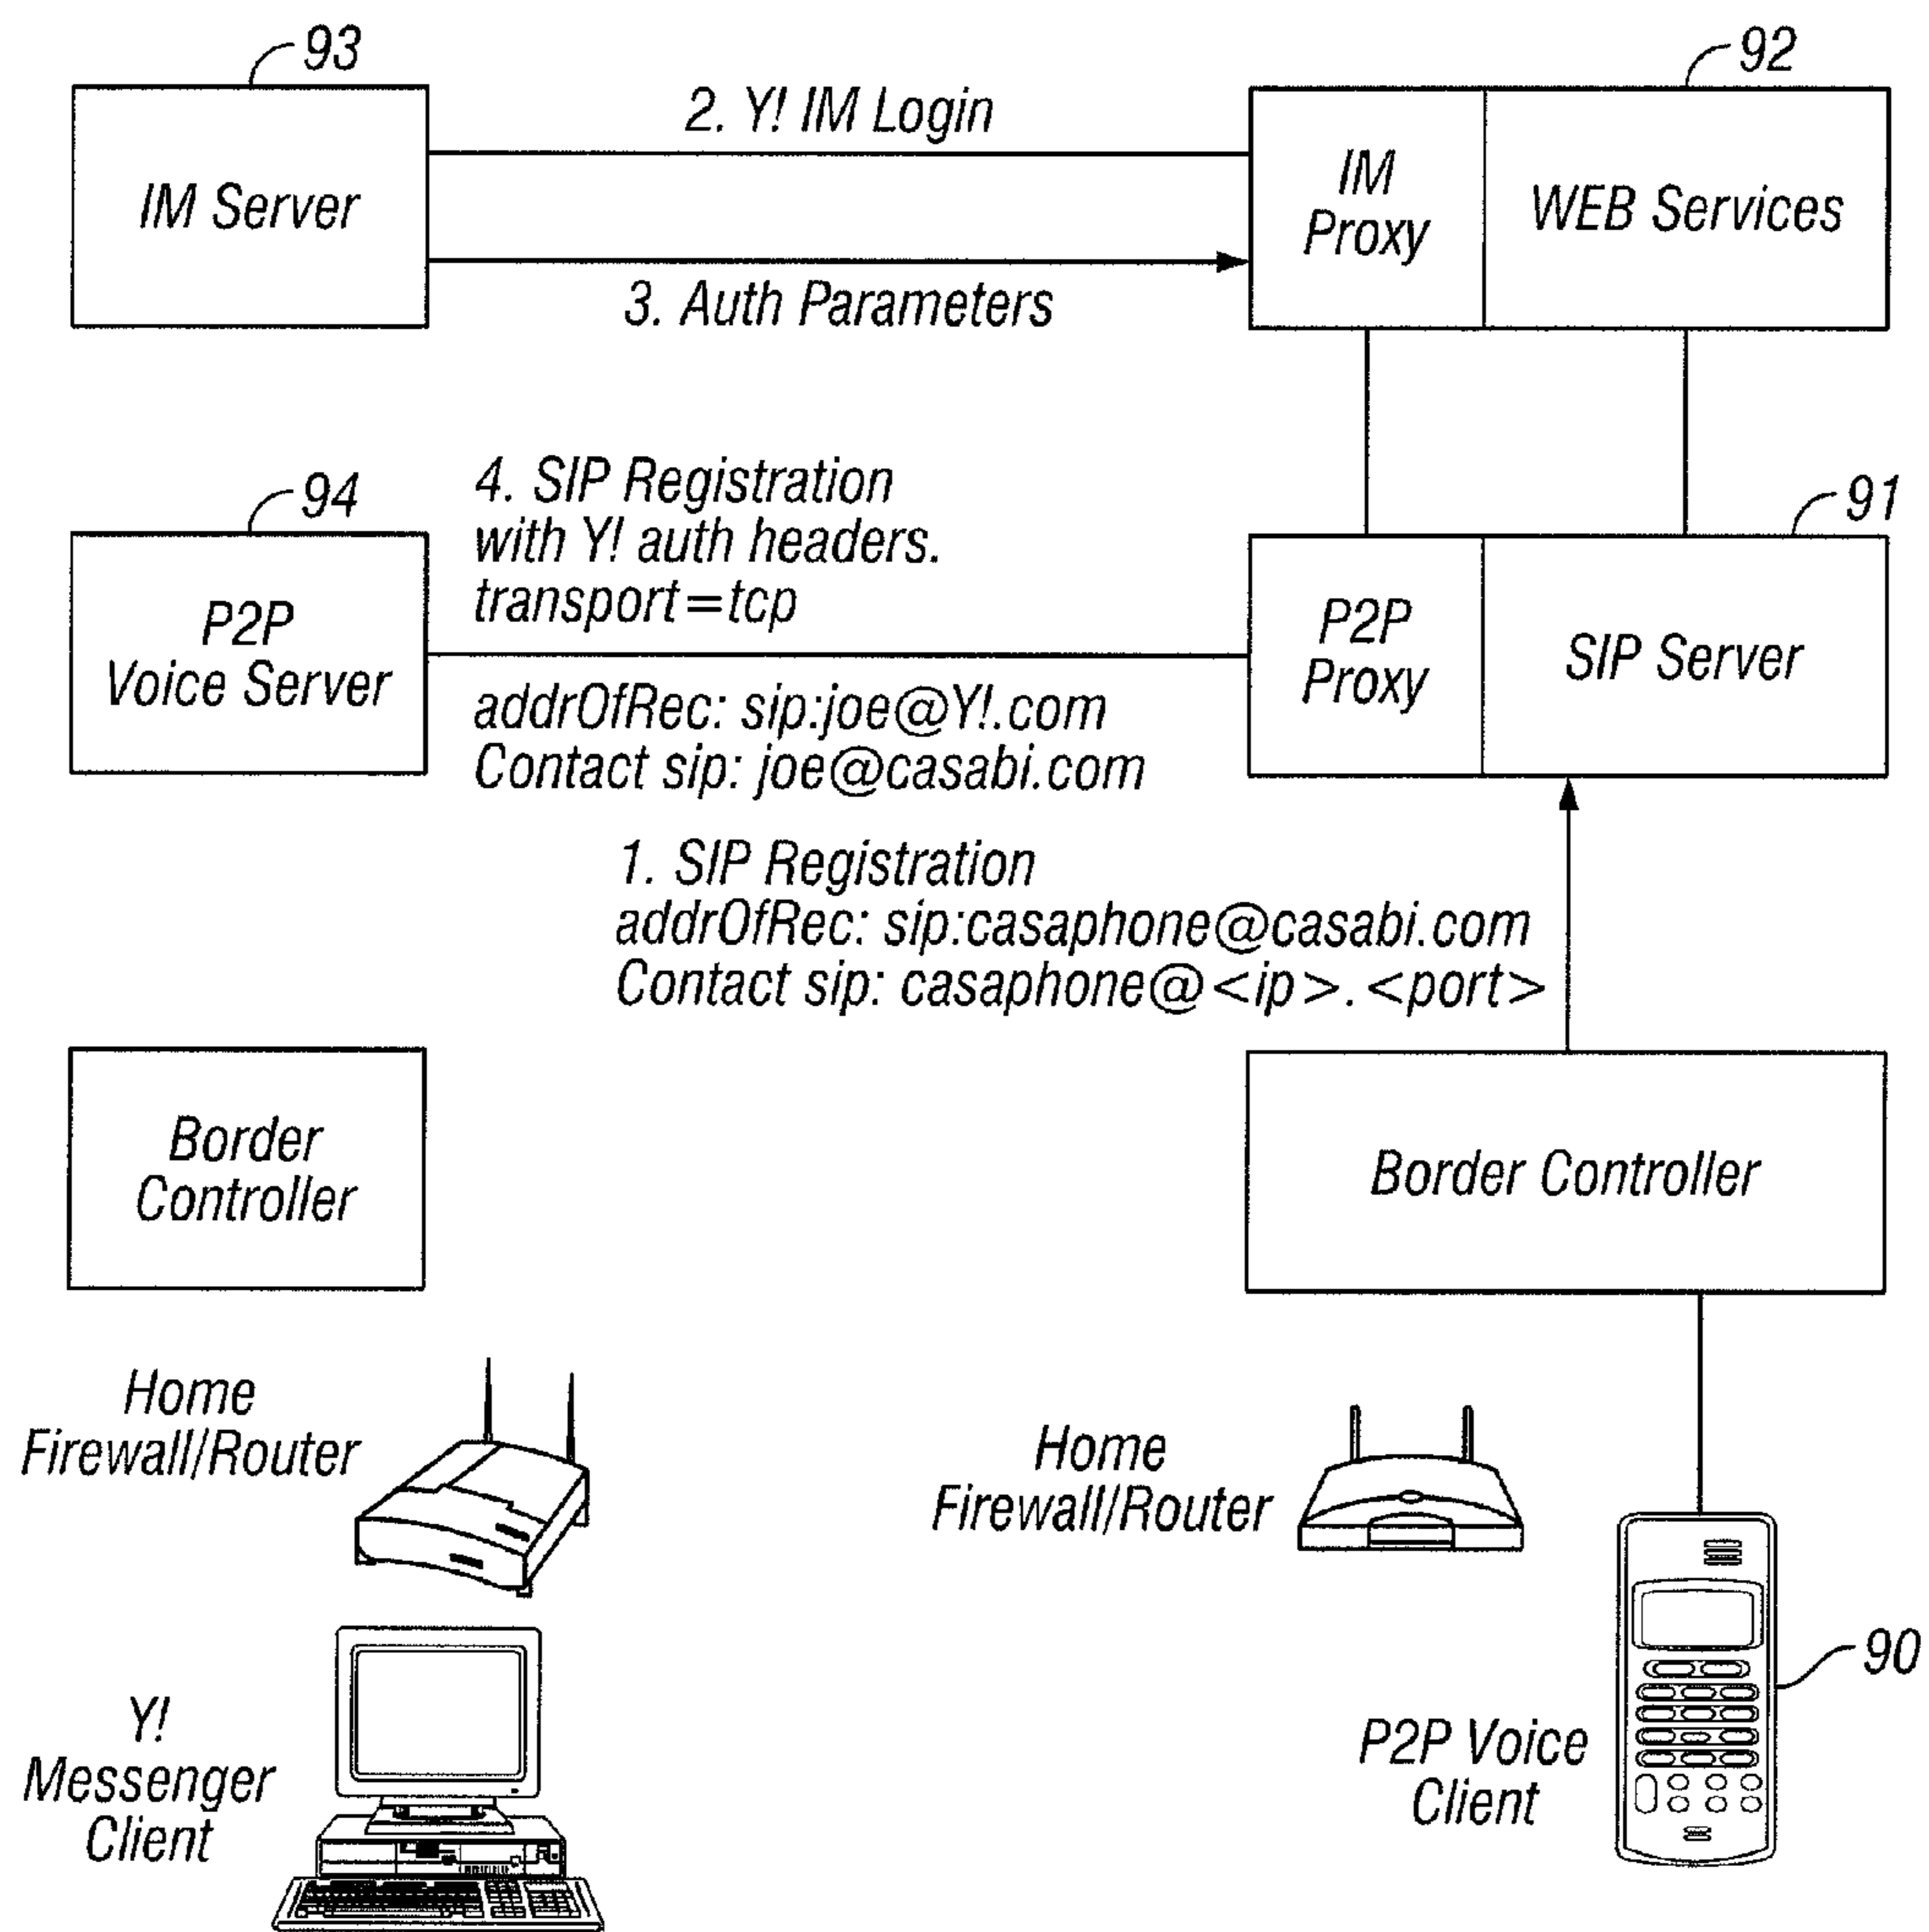 93
92
2. Y! IM Login
IM Server
IM
Proxy
WEB Services
3. Auth Parameters
94
4. SIP Registration
with Y! auth headers.
transport=tcp
91
P2P
Voice Server
P2P
Proxy
SIP Server
addrOfRec: sip:joe@Y!.com
Contact sip: joe@casabi.com
1. SIP Registration
addrOfRec: sip:casaphone@casabi.com
Contact sip: casaphone@<ip>.<port>
Border
Controller
Border Controller
Home
Firewall/Router
Home
Firewall/Router
90
Y!
Messenger
Client
P2P Voice
Client